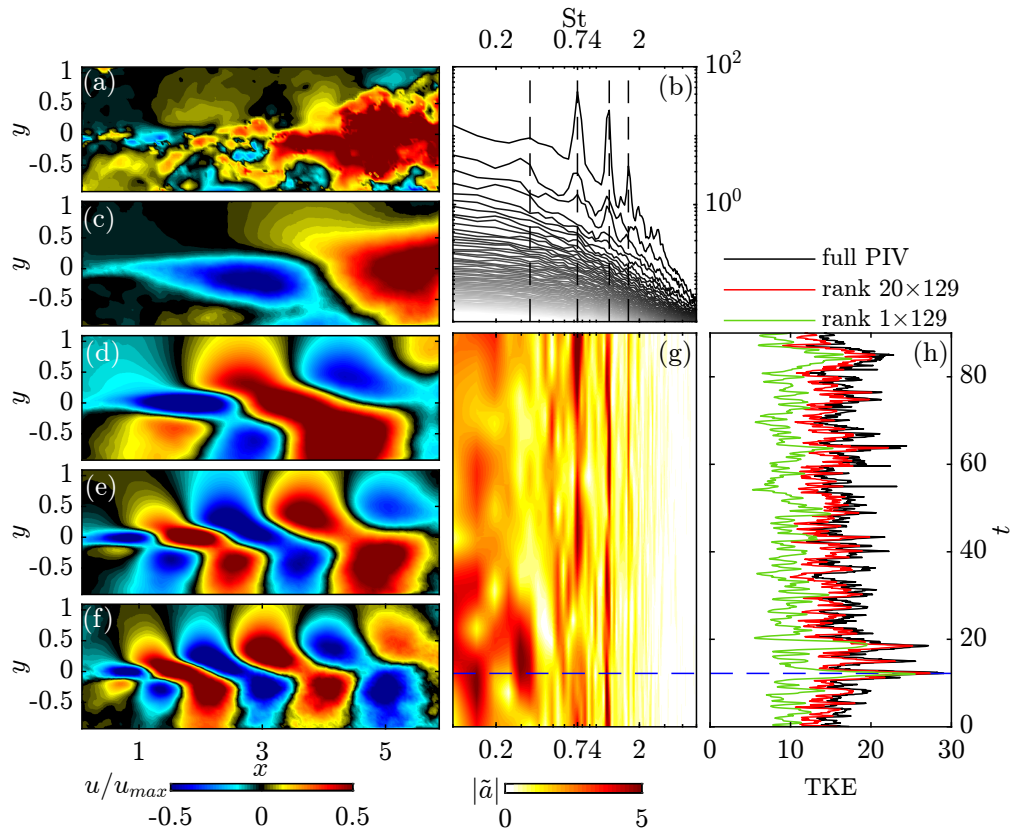 St
0.2 0.74 2
1
0.5
0
-0.5
y
(a)
(b)
10^2
10^0
1
0.5
0
-0.5
y
(c)
full PIV
rank 20×129
rank 1×129
1
0.5
0
-0.5
y
(d)
(g)
(h)
80
60
40
20
0
t
1
0.5
0
-0.5
y
(e)
1
0.5
0
-0.5
y
(f)
1 3 5
x
0.2 0.74 2
0 10 20 30
TKE
u/u_max
-0.5 0 0.5
|ã|
0 5